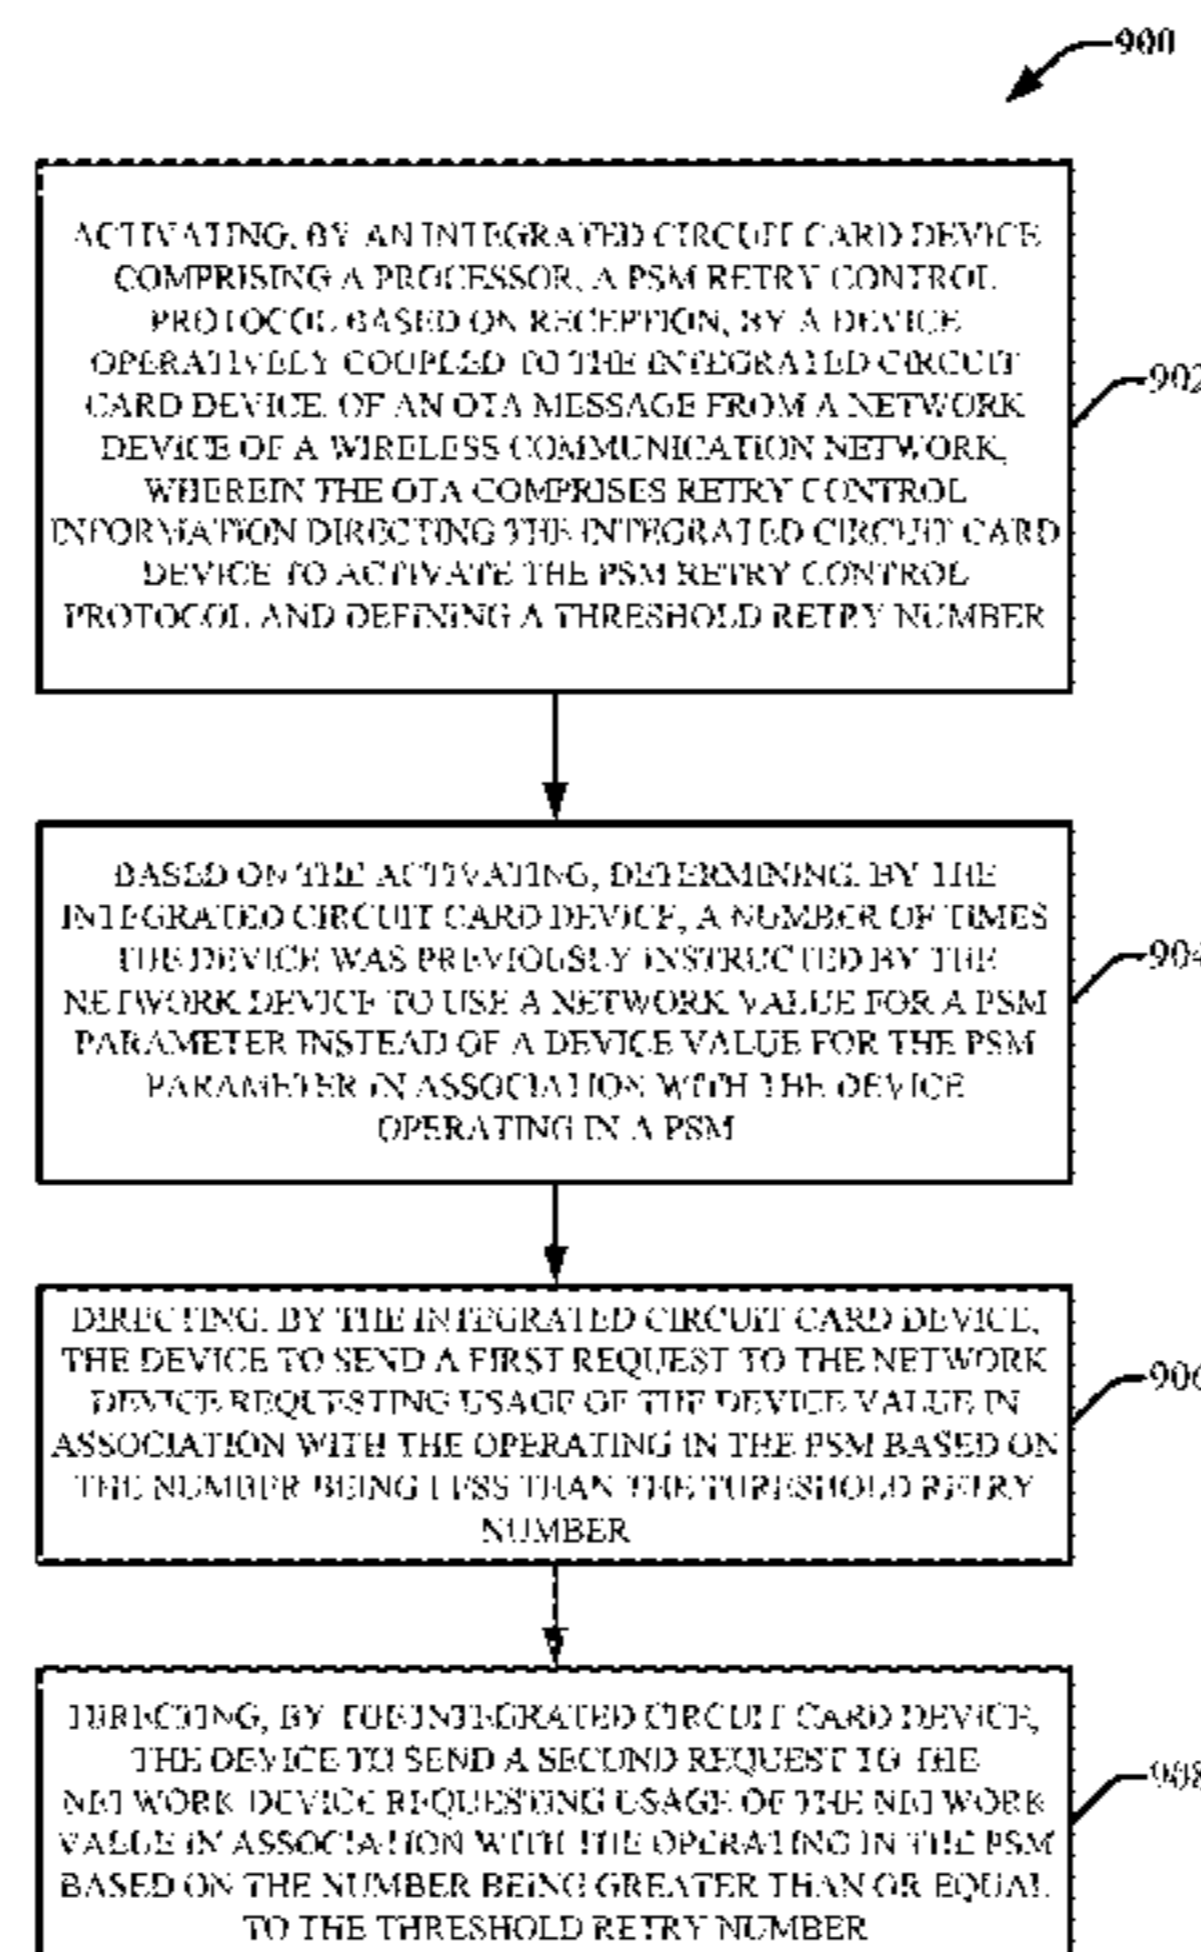 900
ACTIVATING, BY AN INTEGRATED CIRCUIT CARD DEVICE
COMPRISING A PROCESSOR, A PSM RETRY CONTROL
PROTOCOL BASED ON RECEPTION, BY A DEVICE
OPERATIVELY COUPLED TO THE INTEGRATED CIRCUIT
CARD DEVICE, OF AN OTA MESSAGE FROM A NETWORK
DEVICE OF A WIRELESS COMMUNICATION NETWORK,
WHEREIN THE OTA COMPRISES RETRY CONTROL
INFORMATION DIRECTING THE INTEGRATED CIRCUIT CARD
DEVICE TO ACTIVATE THE PSM RETRY CONTROL
PROTOCOL AND DEFINING A THRESHOLD RETRY NUMBER
902
BASED ON THE ACTIVATING, DETERMINING, BY THE
INTEGRATED CIRCUIT CARD DEVICE, A NUMBER OF TIMES
THE DEVICE WAS PREVIOUSLY INSTRUCTED BY THE
NETWORK DEVICE TO USE A NETWORK VALUE FOR A PSM
PARAMETER INSTEAD OF A DEVICE VALUE FOR THE PSM
PARAMETER IN ASSOCIATION WITH THE DEVICE
OPERATING IN A PSM
904
DIRECTING, BY THE INTEGRATED CIRCUIT CARD DEVICE,
THE DEVICE TO SEND A FIRST REQUEST TO THE NETWORK
DEVICE REQUESTING USAGE OF THE DEVICE VALUE IN
ASSOCIATION WITH THE OPERATING IN THE PSM BASED ON
THE NUMBER BEING LESS THAN THE THRESHOLD RETRY
NUMBER
906
DIRECTING, BY THE INTEGRATED CIRCUIT CARD DEVICE,
THE DEVICE TO SEND A SECOND REQUEST TO THE
NETWORK DEVICE REQUESTING USAGE OF THE NETWORK
VALUE IN ASSOCIATION WITH THE OPERATING IN THE PSM
BASED ON THE NUMBER BEING GREATER THAN OR EQUAL
TO THE THRESHOLD RETRY NUMBER
908